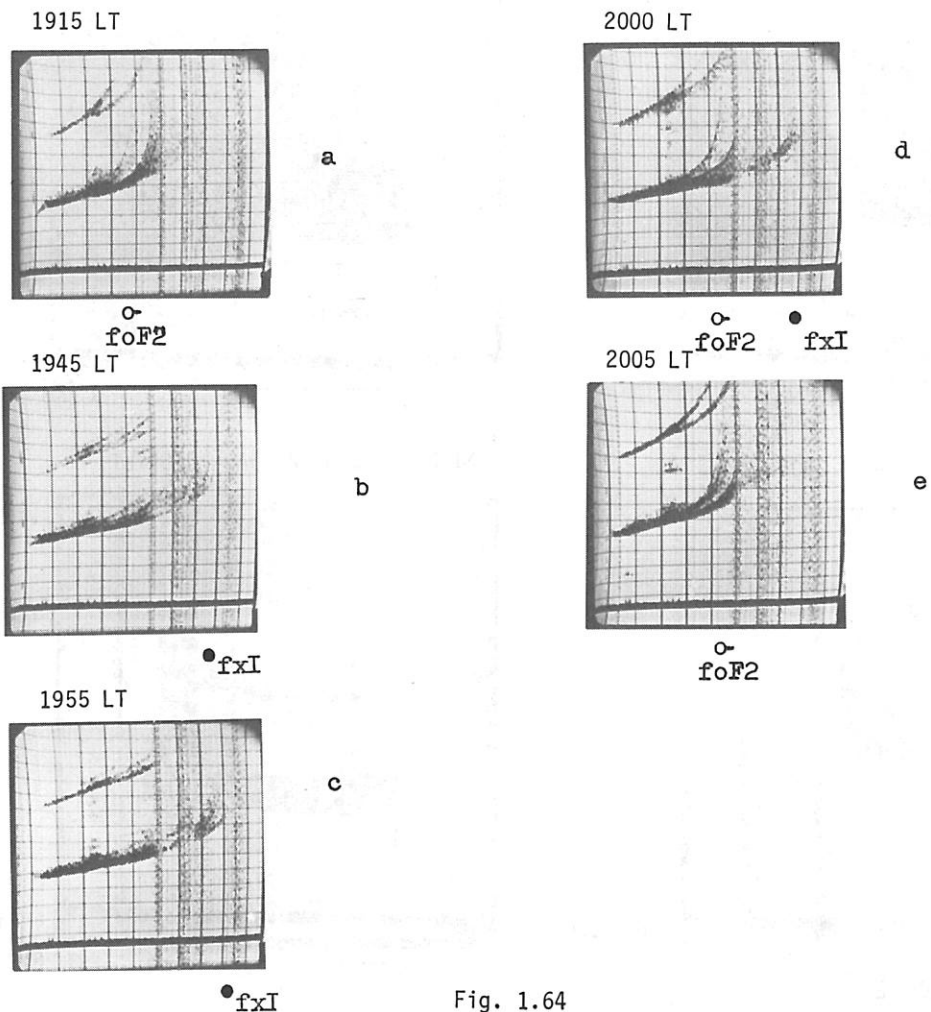 1915 LT
a
foF2
1945 LT
b
fxI
1955 LT
c
fxI
2000 LT
d
foF2 fxI
2005 LT
e
foF2
Fig. 1.64